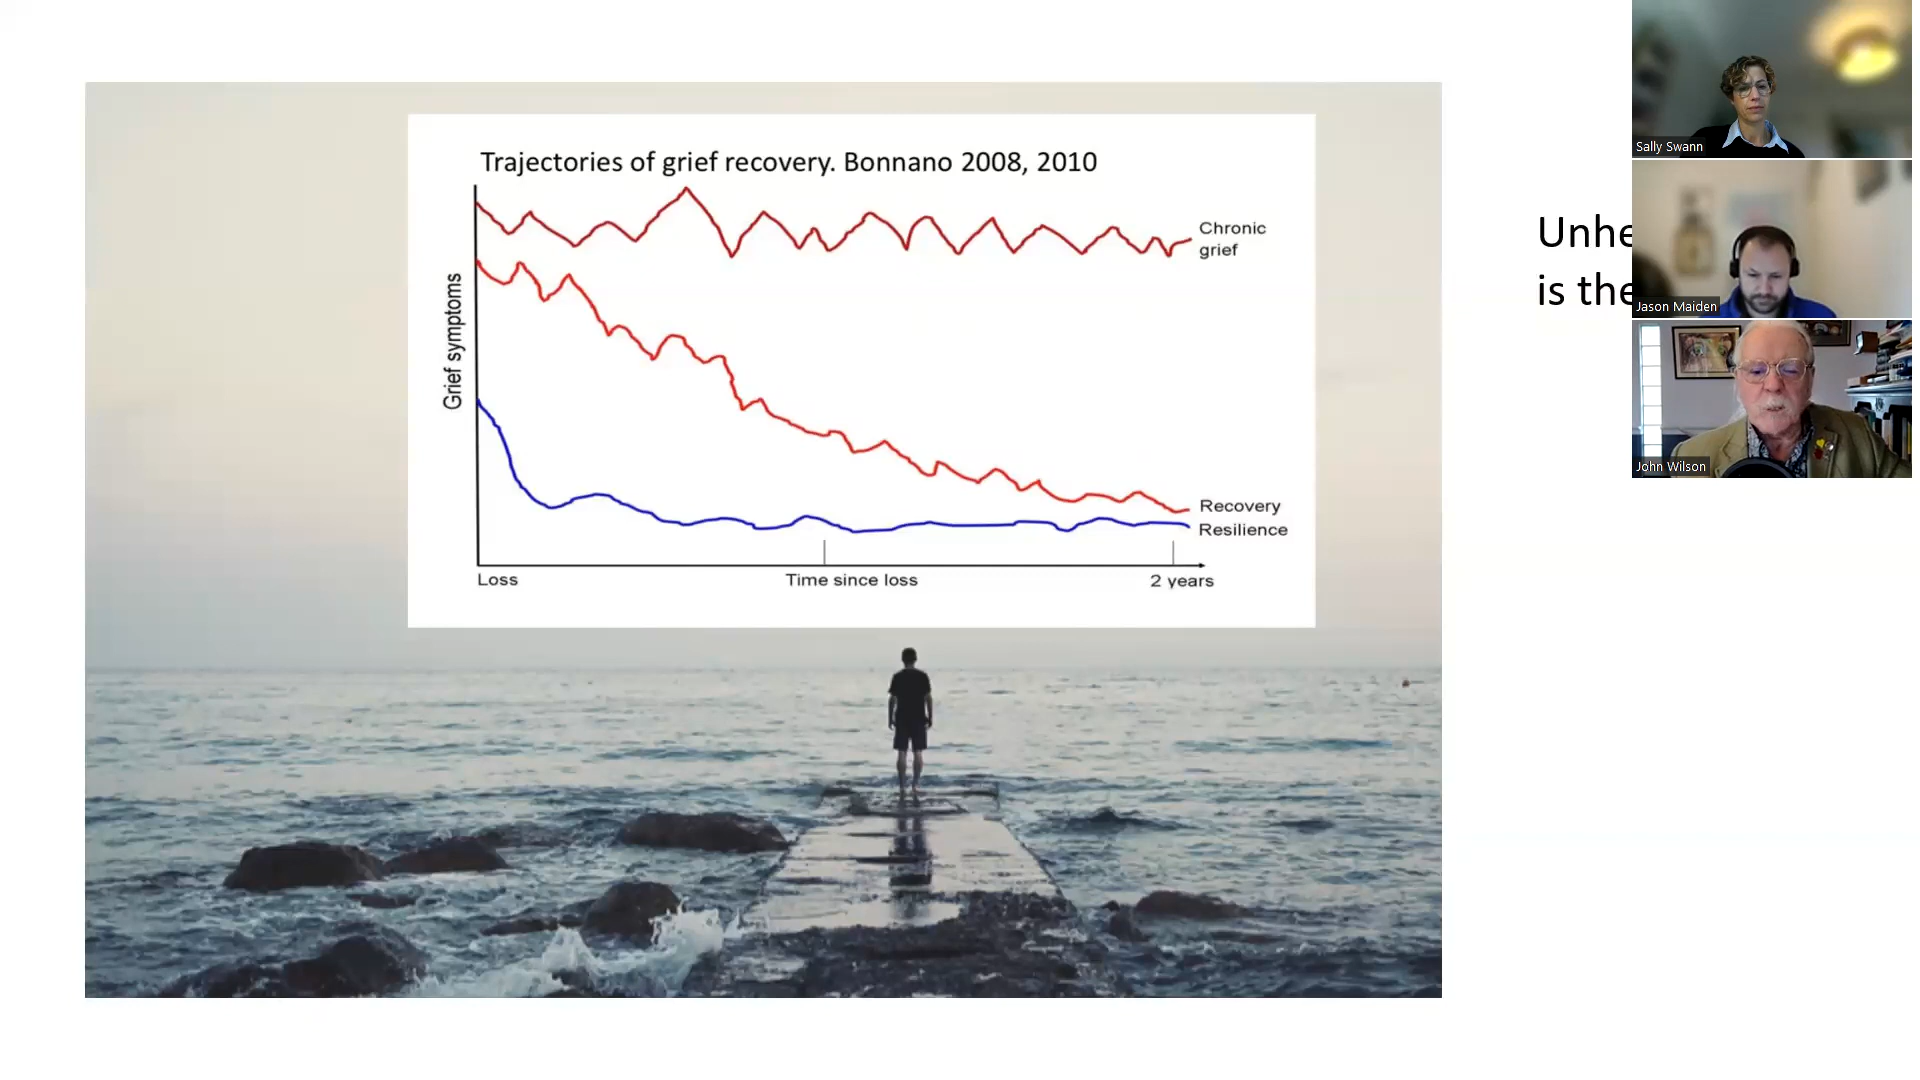 Trajectories of grief recovery. Bonnano 2008, 2010
Grief symptoms
Chronic
grief
Recovery
Resilience
Loss
Time since loss
2 years
is the
Sally Swann
Jason Maiden
John Wilson